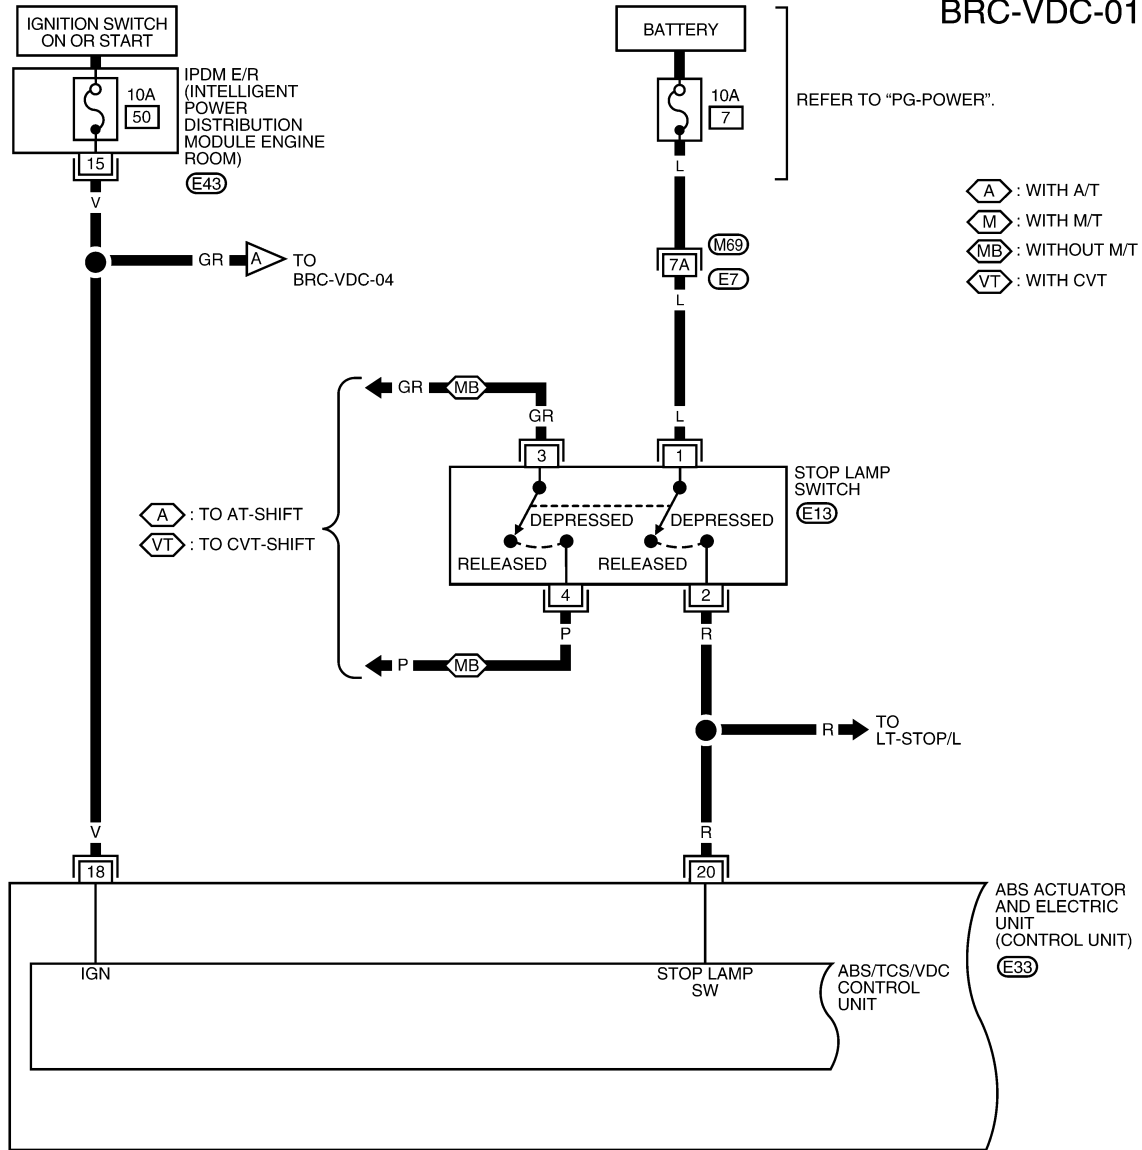 BRC-VDC-01
IGNITION SWITCH
ON OR START
BATTERY
IPDM E/R
(INTELLIGENT
POWER
DISTRIBUTION
MODULE ENGINE
ROOM)
E43
10A
50
15
V
10A
7
REFER TO “PG-POWER”.
L
A : WITH A/T
M : WITH M/T
MB : WITHOUT M/T
VT : WITH CVT
GR
A
TO
BRC-VDC-04
7A
M69
E7
L
GR
MB
GR
L
3
1
STOP LAMP
SWITCH
E13
DEPRESSED
DEPRESSED
RELEASED
RELEASED
A : TO AT-SHIFT
VT : TO CVT-SHIFT
4
2
P
R
P
MB
R
TO
LT-STOP/L
V
R
18
20
ABS ACTUATOR
AND ELECTRIC
UNIT
(CONTROL UNIT)
E33
IGN
STOP LAMP
SW
ABS/TCS/VDC
CONTROL
UNIT